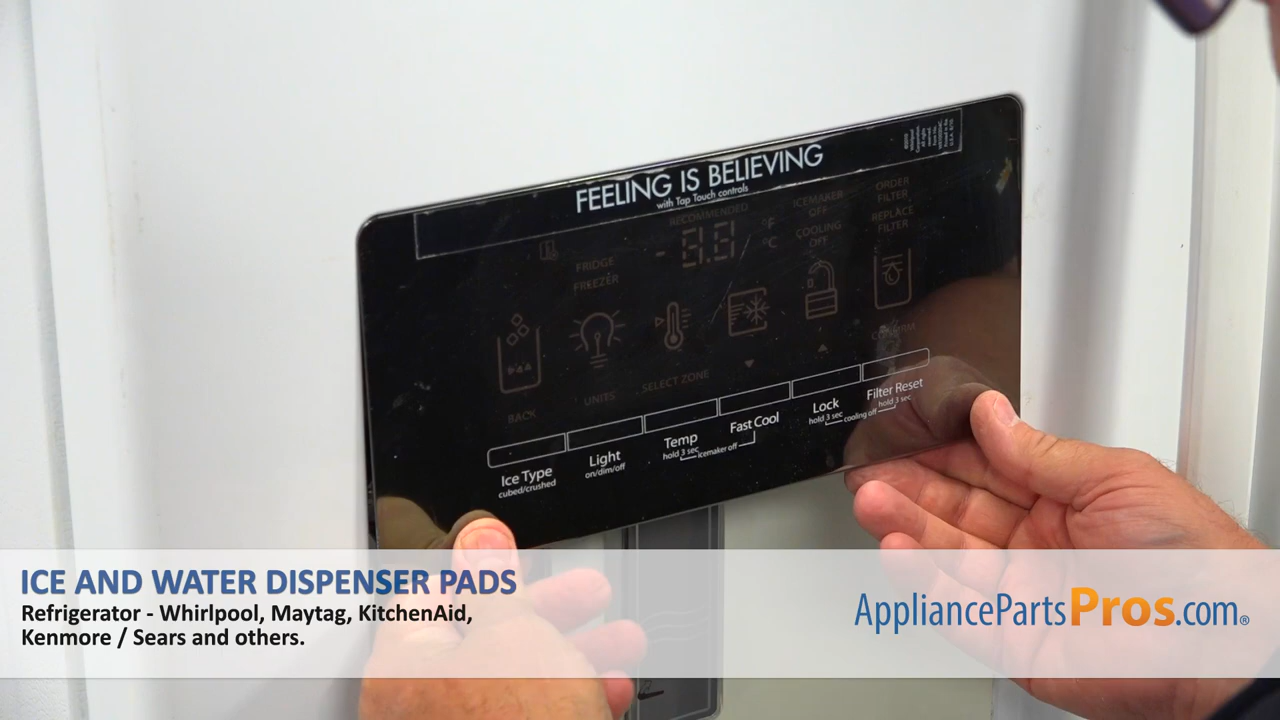 FEELING IS BELIEVING
with Tap Touch controls
RECOMMENDED
°F
°C
ICEMAKER
OFF
COOLING
OFF
ORDER
FILTER
REPLACE
FILTER
FRIDGE
FREEZER
-8.8
BACK
UNITS
SELECT ZONE
CONFIRM
Ice Type
cubed/crushed
Light
on/dim/off
Temp
hold 3 sec
icemaker off
Fast Cool
Lock
hold 3 sec
cooling off
Filter Reset
hold 3 sec
ICE AND WATER DISPENSER PADS
Refrigerator - Whirlpool, Maytag, KitchenAid,
Kenmore / Sears and others.
AppliancePartsPros.com®